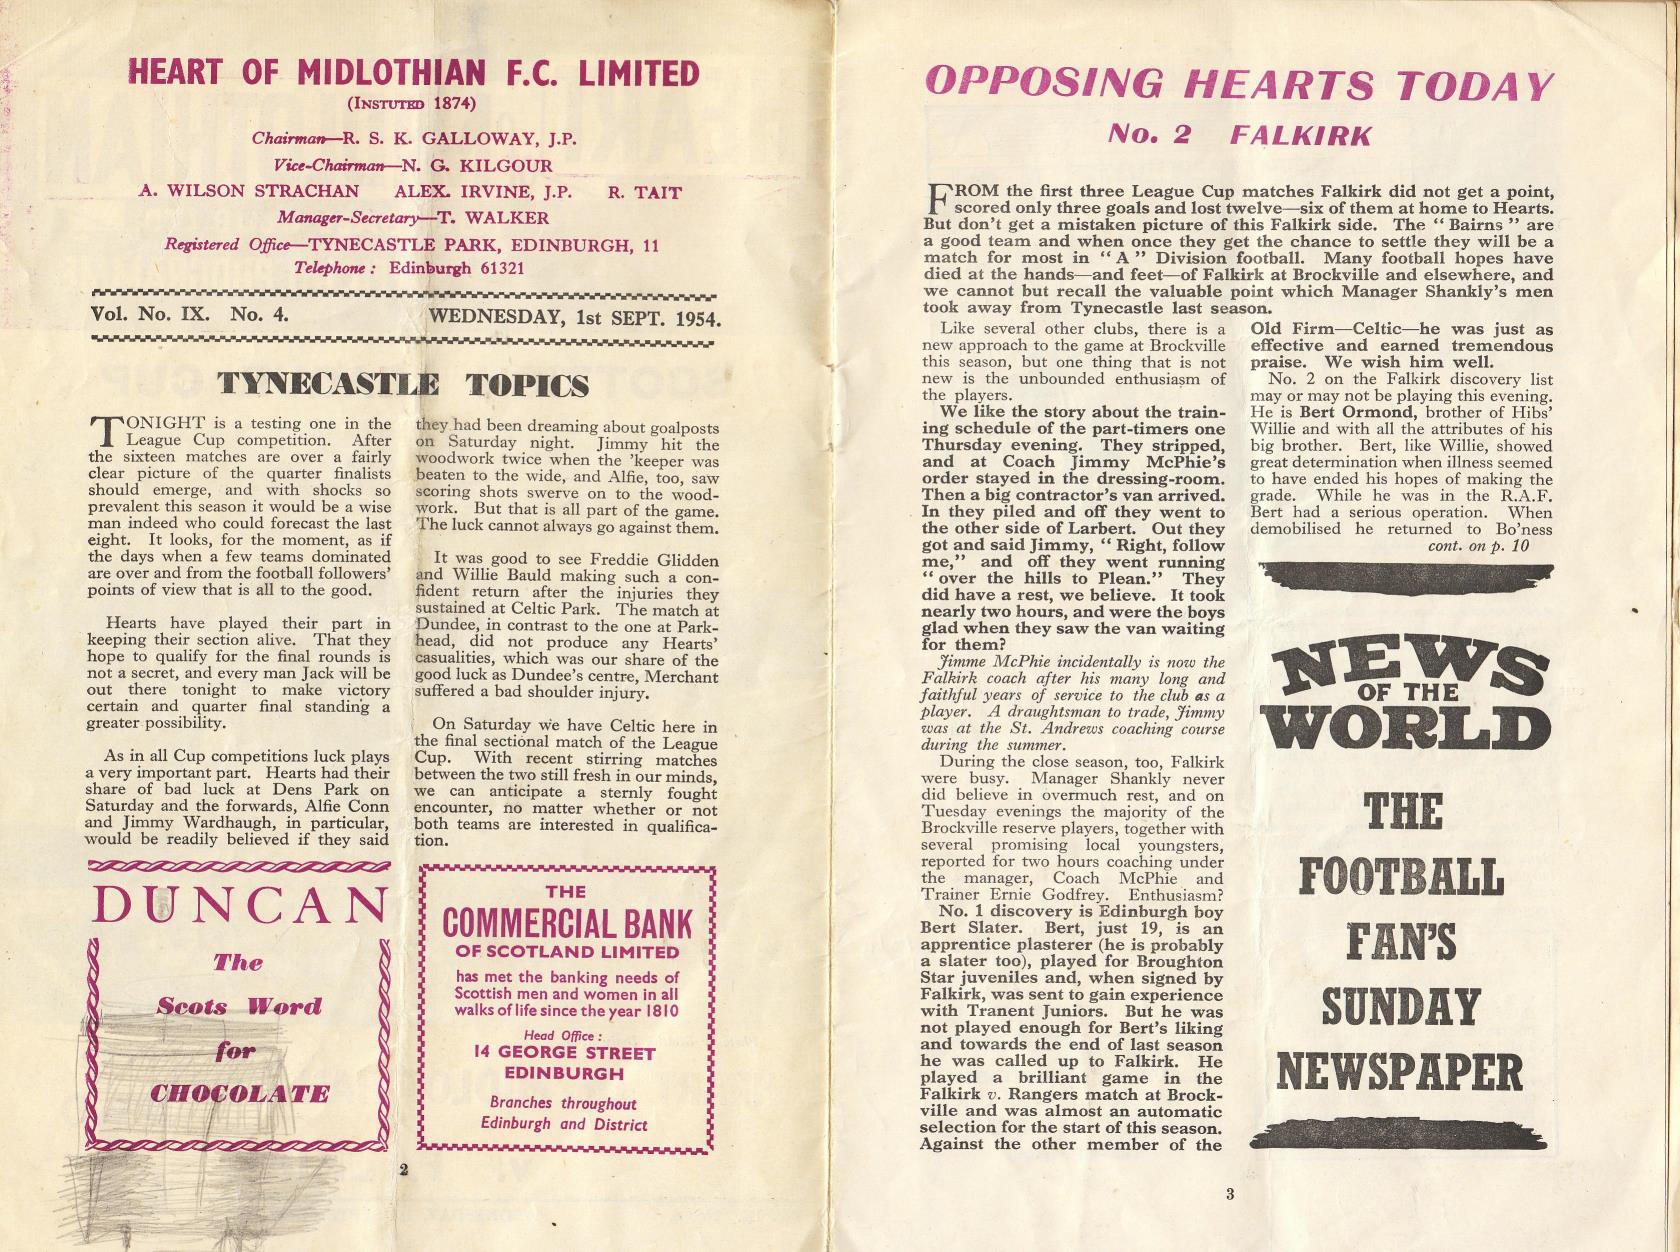 HEART OF MIDLOTHIAN F.C. LIMITED
(INSTUTED 1874)
Chairman—R. S. K. GALLOWAY, J.P.
Vice-Chairman—N. G. KILGOUR
A. WILSON STRACHAN ALEX. IRVINE, J.P. R. TAIT
Manager-Secretary—T. WALKER
Registered Office—TYNECASTLE PARK, EDINBURGH, 11
Telephone : Edinburgh 61321
Vol. No. IX. No. 4. WEDNESDAY, 1st SEPT. 1954.
TYNECASTLE TOPICS
TONIGHT is a testing one in the
League Cup competition. After
the sixteen matches are over a fairly
clear picture of the quarter finalists
should emerge, and with shocks so
prevalent this season it would be a wise
man indeed who could forecast the last
eight. It looks, for the moment, as if
the days when a few teams dominated
are over and from the football followers'
points of view that is all to the good.
Hearts have played their part in
keeping their section alive. That they
hope to qualify for the final rounds is
not a secret, and every man Jack will be
out there tonight to make victory
certain and quarter final standing a
greater possibility.
As in all Cup competitions luck plays
a very important part. Hearts had their
share of bad luck at Dens Park on
Saturday and the forwards, Alfie Conn
and Jimmy Wardhaugh, in particular,
would be readily believed if they said
they had been dreaming about goalposts
on Saturday night. Jimmy hit the
woodwork twice when the 'keeper was
beaten to the wide, and Alfie, too, saw
scoring shots swerve on to the wood-
work. But that is all part of the game.
The luck cannot always go against them.
It was good to see Freddie Glidden
and Willie Bauld making such a con-
fident return after the injuries they
sustained at Celtic Park. The match at
Dundee, in contrast to the one at Park-
head, did not produce any Hearts'
casualities, which was our share of the
good luck as Dundee's centre, Merchant
suffered a bad shoulder injury.
On Saturday we have Celtic here in
the final sectional match of the League
Cup. With recent stirring matches
between the two still fresh in our minds,
we can anticipate a sternly fought
encounter, no matter whether or not
both teams are interested in qualifica-
tion.
DUNCAN
The
Scots Word
for
CHOCOLATE
THE
COMMERCIAL BANK
OF SCOTLAND LIMITED
has met the banking needs of
Scottish men and women in all
walks of life since the year 1810
Head Office :
14 GEORGE STREET
EDINBURGH
Branches throughout
Edinburgh and District
2
OPPOSING HEARTS TODAY
No. 2 FALKIRK
FROM the first three League Cup matches Falkirk did not get a point,
scored only three goals and lost twelve—six of them at home to Hearts.
But don't get a mistaken picture of this Falkirk side. The “ Bairns ” are
a good team and when once they get the chance to settle they will be a
match for most in “ A ” Division football. Many football hopes have
died at the hands—and feet—of Falkirk at Brockville and elsewhere, and
we cannot but recall the valuable point which Manager Shankly's men
took away from Tynecastle last season.
Like several other clubs, there is a
new approach to the game at Brockville
this season, but one thing that is not
new is the unbounded enthusiasm of
the players.
We like the story about the train-
ing schedule of the part-timers one
Thursday evening. They stripped,
and at Coach Jimmy McPhie's
order stayed in the dressing-room.
Then a big contractor's van arrived.
In they piled and off they went to
the other side of Larbert. Out they
got and said Jimmy, “ Right, follow
me,” and off they went running
“ over the hills to Plean.” They
did have a rest, we believe. It took
nearly two hours, and were the boys
glad when they saw the van waiting
for them?
Jimme McPhie incidentally is now the
Falkirk coach after his many long and
faithful years of service to the club as a
player. A draughtsman to trade, Jimmy
was at the St. Andrews coaching course
during the summer.
During the close season, too, Falkirk
were busy. Manager Shankly never
did believe in overmuch rest, and on
Tuesday evenings the majority of the
Brockville reserve players, together with
several promising local youngsters,
reported for two hours coaching under
the manager, Coach McPhie and
Trainer Ernie Godfrey. Enthusiasm?
No. 1 discovery is Edinburgh boy
Bert Slater. Bert, just 19, is an
apprentice plasterer (he is probably
a slater too), played for Broughton
Star juveniles and, when signed by
Falkirk, was sent to gain experience
with Tranent Juniors. But he was
not played enough for Bert's liking
and towards the end of last season
he was called up to Falkirk. He
played a brilliant game in the
Falkirk v. Rangers match at Brock-
ville and was almost an automatic
selection for the start of this season.
Against the other member of the
Old Firm—Celtic—he was just as
effective and earned tremendous
praise. We wish him well.
No. 2 on the Falkirk discovery list
may or may not be playing this evening.
He is Bert Ormond, brother of Hibs'
Willie and with all the attributes of his
big brother. Bert, like Willie, showed
great determination when illness seemed
to have ended his hopes of making the
grade. While he was in the R.A.F.
Bert had a serious operation. When
demobilised he returned to Bo'ness
cont. on p. 10
NEWS
OF THE
WORLD
THE
FOOTBALL
FAN'S
SUNDAY
NEWSPAPER
3